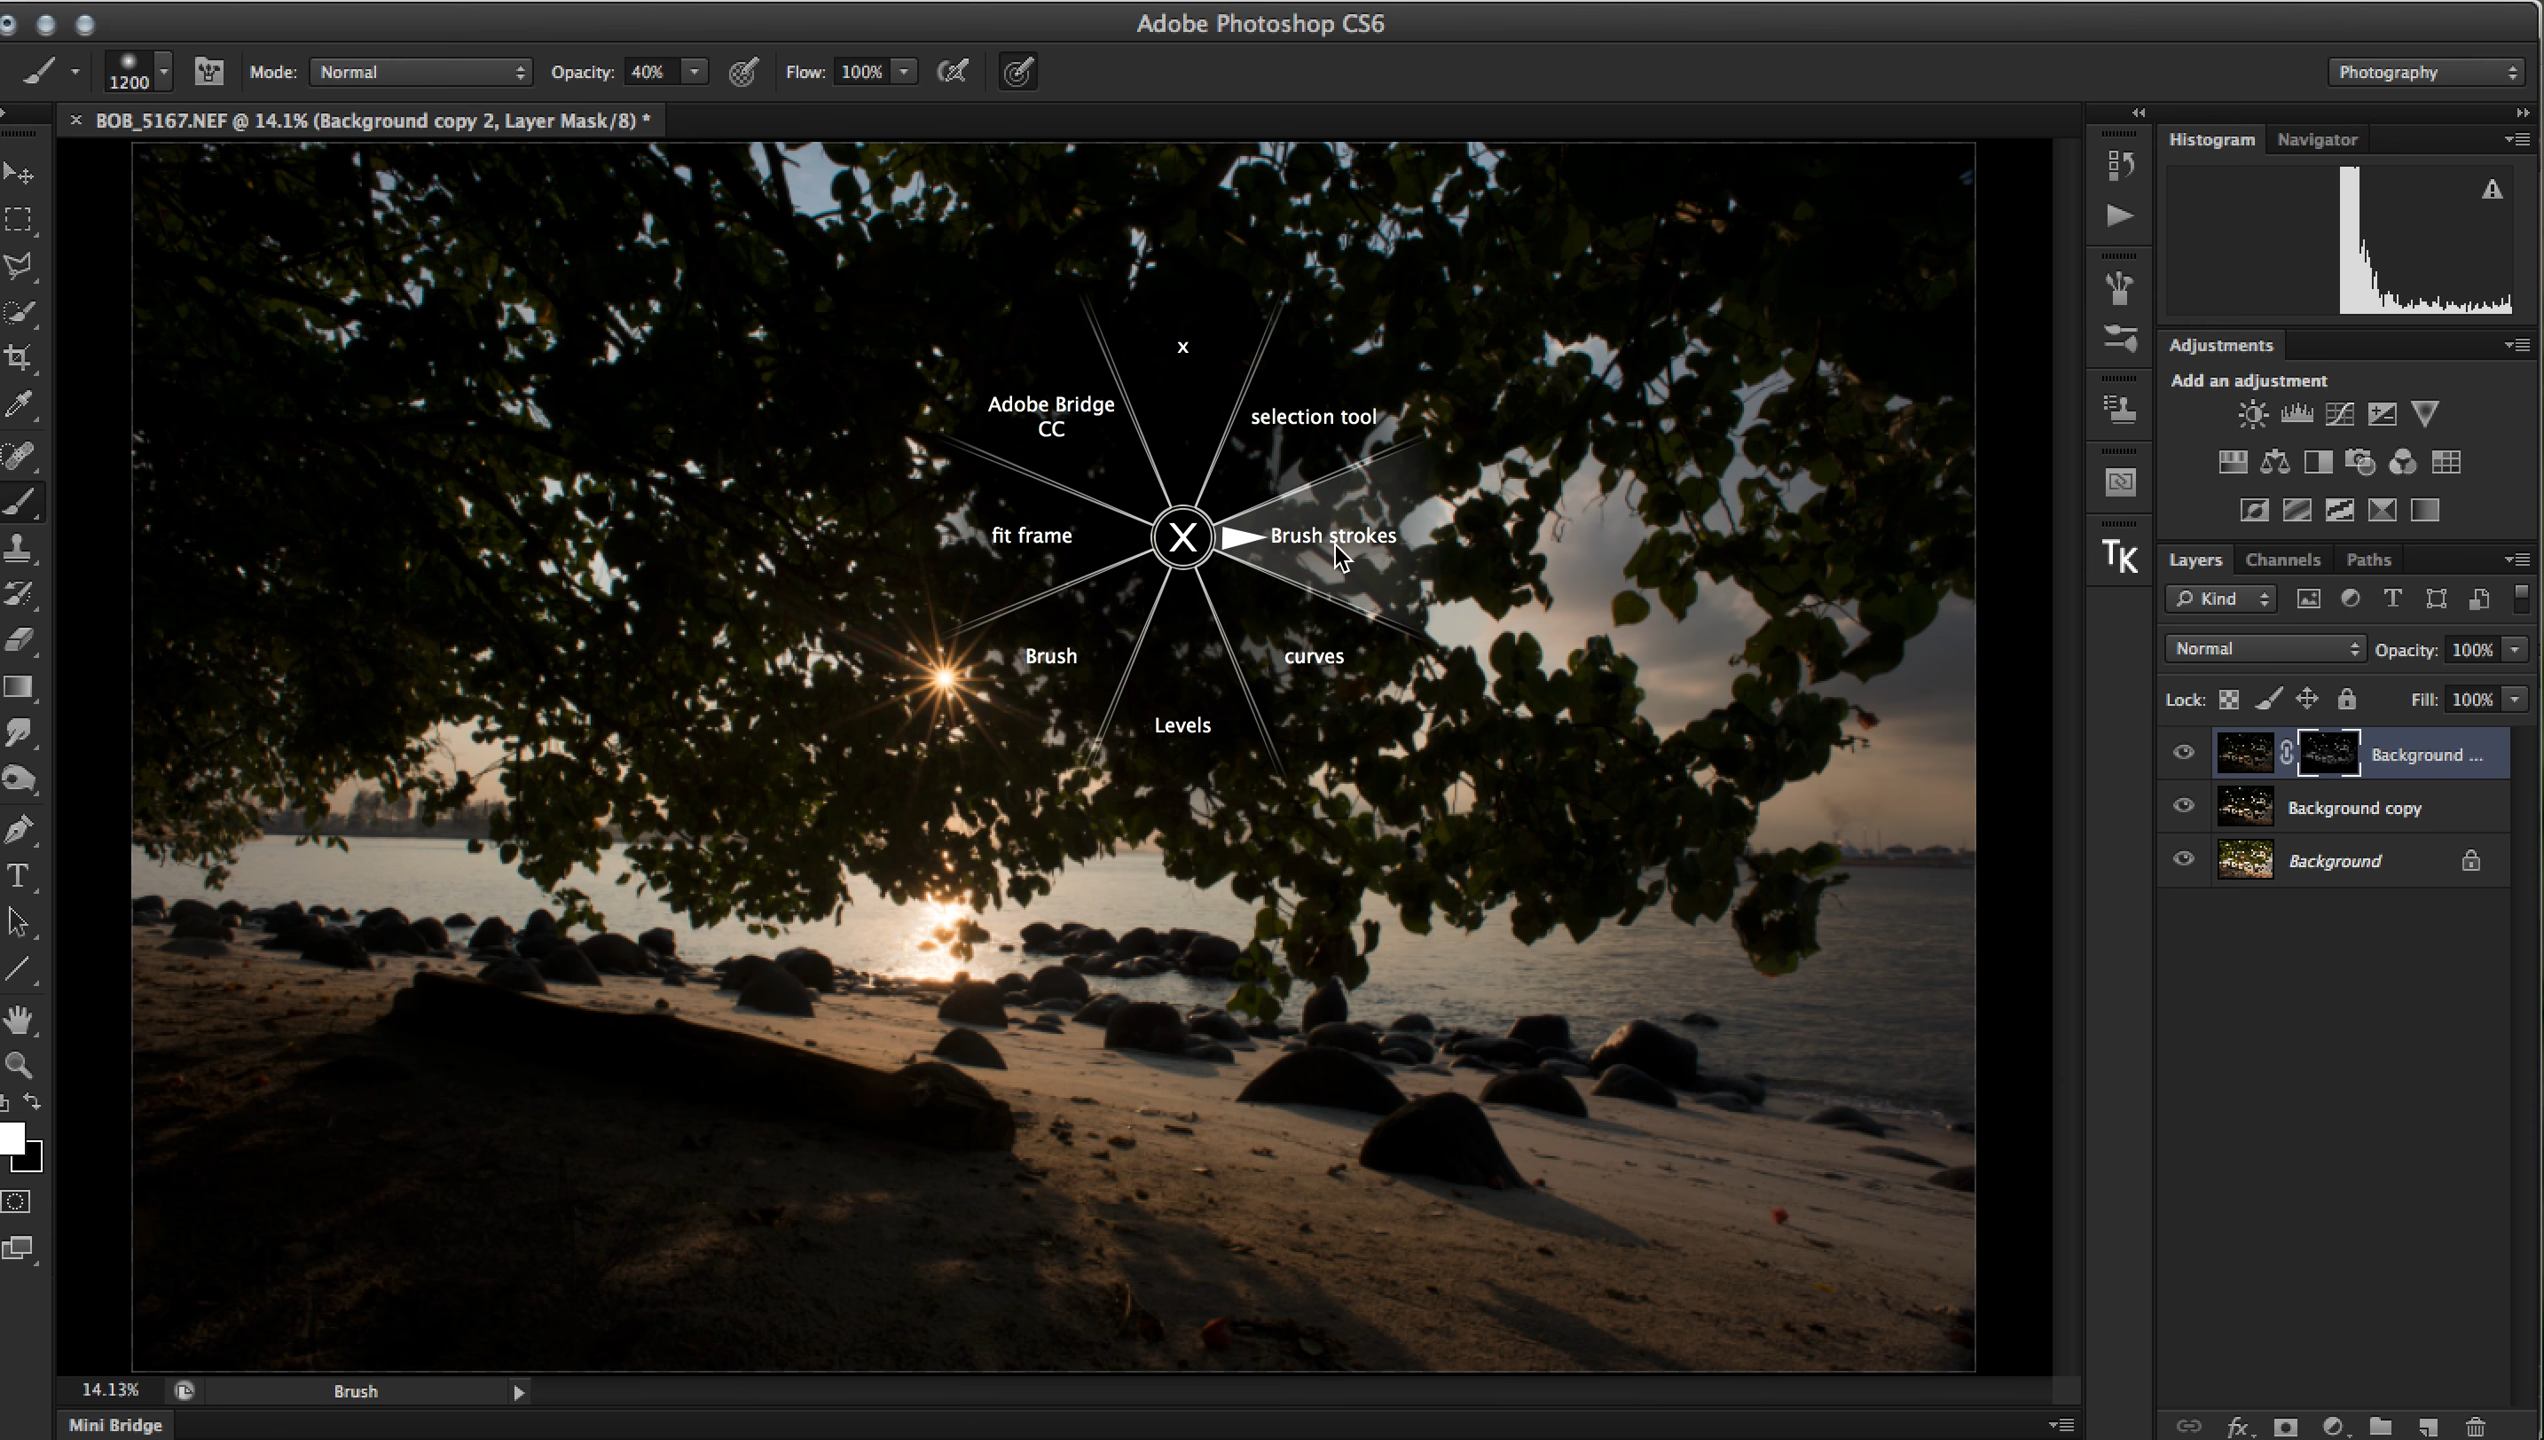 Adobe Photoshop CS6
1200
Mode: Normal Opacity: 40% Flow: 100% Photography
× BOB_5167.NEF @ 14.1% (Background copy 2, Layer Mask/8) *
Histogram Navigator
x
Adobe Bridge
CC
selection tool
fit frame
X
Brush strokes
Brush
curves
Levels
Adjustments
Add an adjustment
TK
Layers Channels Paths
Kind
Normal Opacity: 100%
Lock: Fill: 100%
Background ...
Background copy
Background
T
14.13% Brush
Mini Bridge
fx